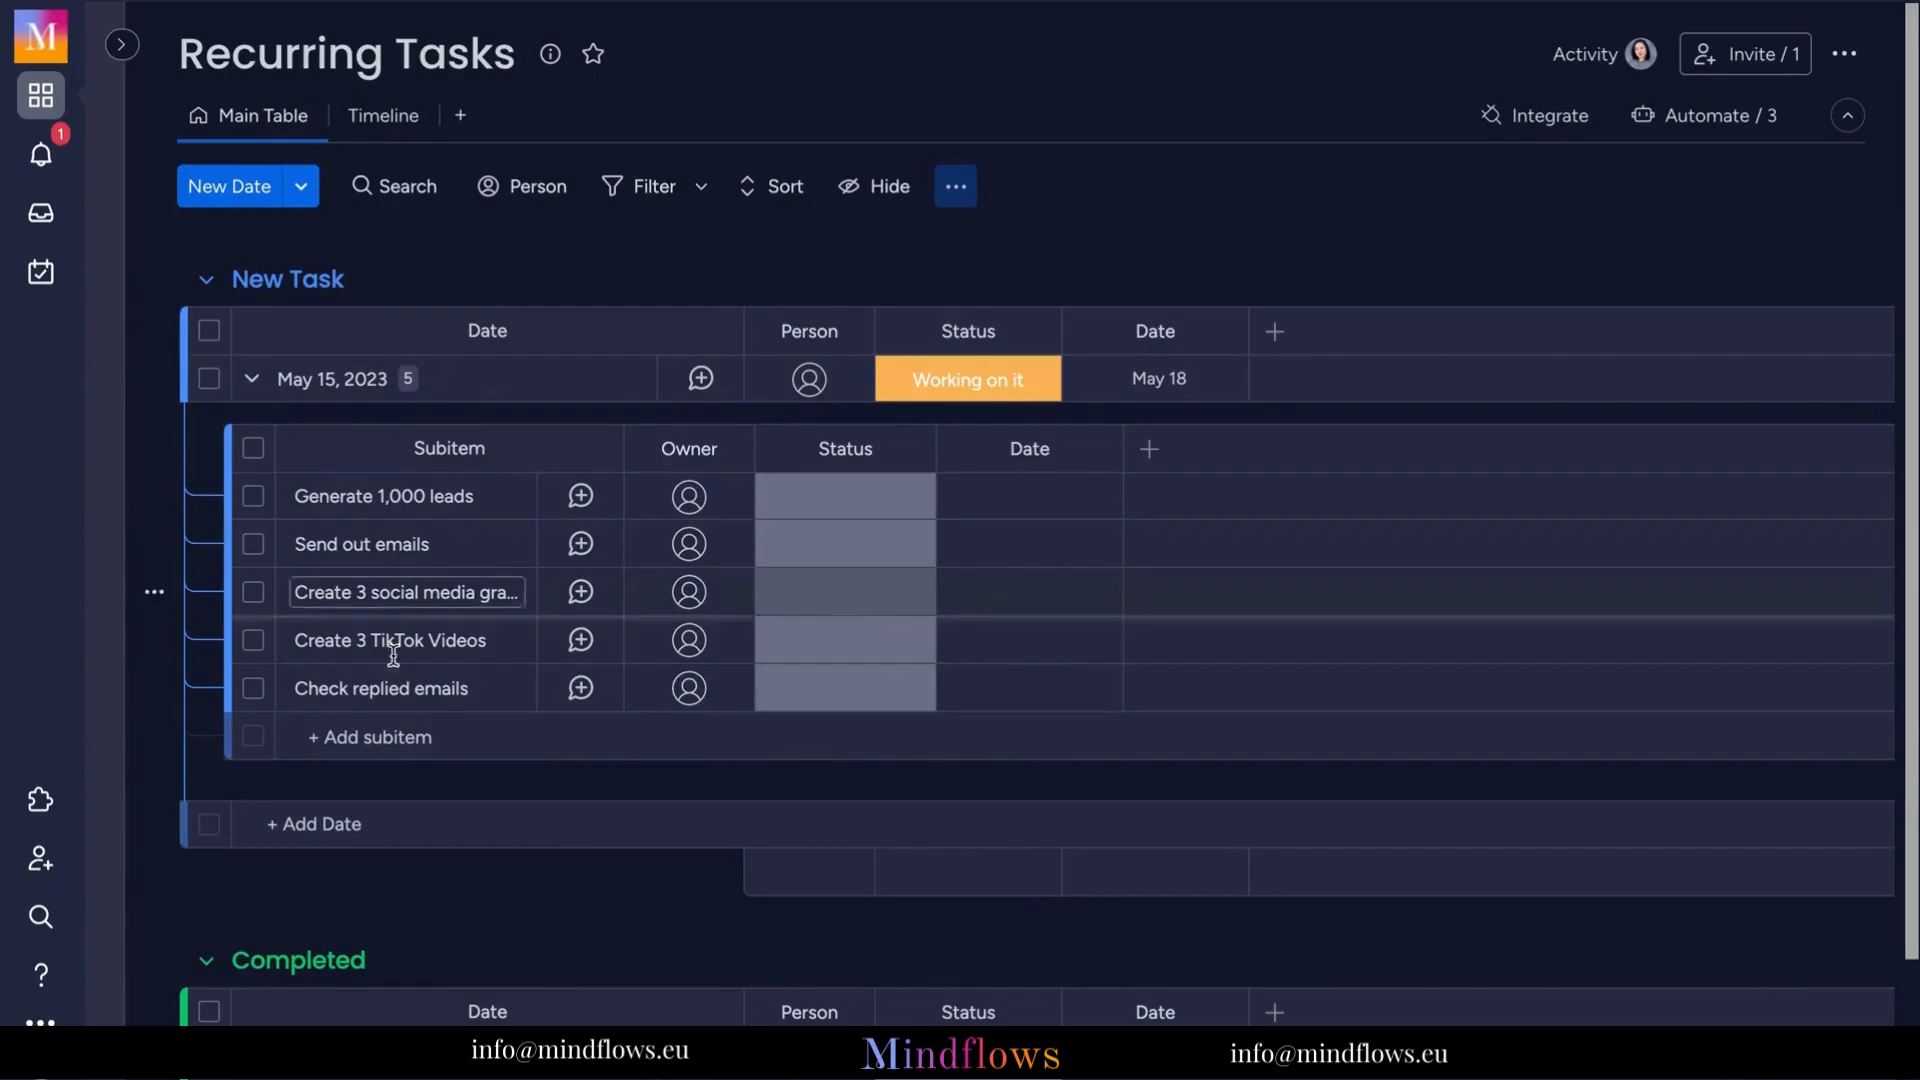 M
Recurring Tasks
Activity
Invite / 1
Main Table
Timeline
+
Integrate
Automate / 3
1
New Date
Search
Person
Filter
Sort
Hide
New Task
Date Person Status Date +
May 15, 2023 5 Working on it May 18
Subitem Owner Status Date +
Generate 1,000 leads
Send out emails
Create 3 social media gra...
Create 3 TikTok Videos
Check replied emails
+ Add subitem
+ Add Date
Completed
Date Person Status Date +
?
info@mindflows.eu
Mindflows
info@mindflows.eu